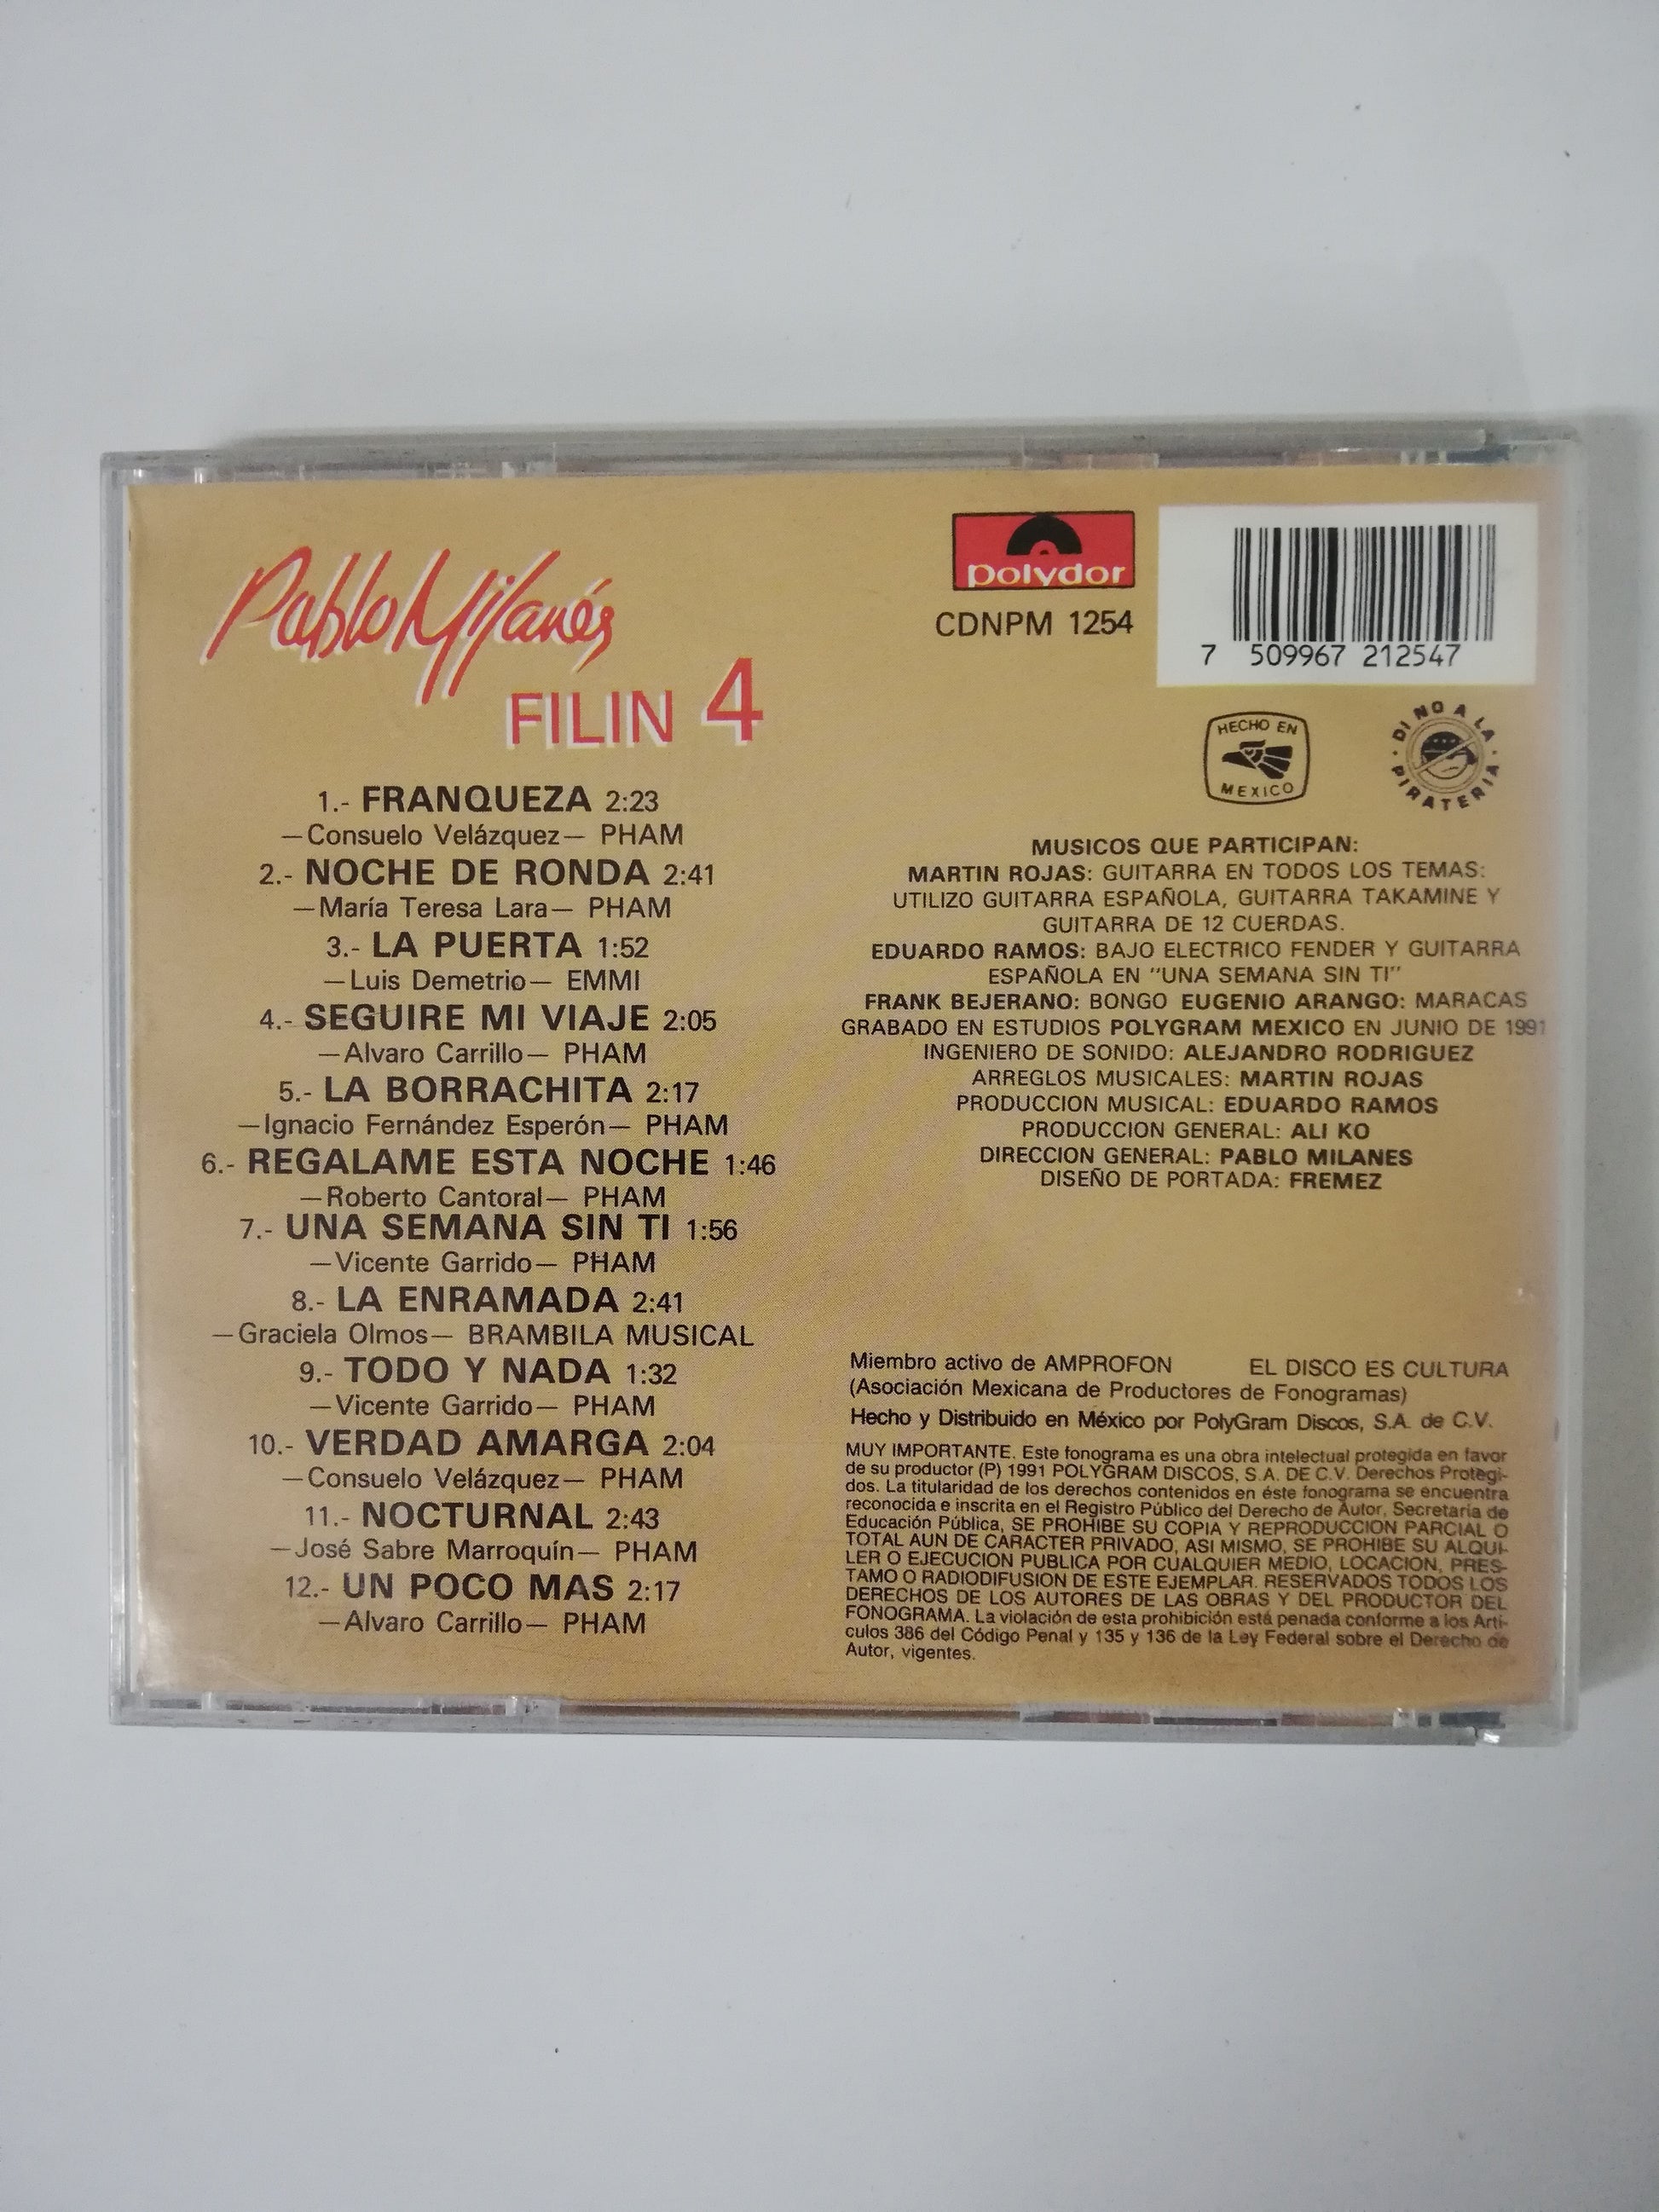 Pablo Milanés
FILIN 4
1.- FRANQUEZA 2:23
—Consuelo Velázquez— PHAM
2.- NOCHE DE RONDA 2:41
—María Teresa Lara— PHAM
3.- LA PUERTA 1:52
—Luis Demetrio— EMMI
4.- SEGUIRE MI VIAJE 2:05
—Alvaro Carrillo— PHAM
5.- LA BORRACHITA 2:17
—Ignacio Fernández Esperón— PHAM
6.- REGALAME ESTA NOCHE 1:46
—Roberto Cantoral— PHAM
7.- UNA SEMANA SIN TI 1:56
—Vicente Garrido— PHAM
8.- LA ENRAMADA 2:41
—Graciela Olmos— BRAMBILA MUSICAL
9.- TODO Y NADA 1:32
—Vicente Garrido— PHAM
10.- VERDAD AMARGA 2:04
—Consuelo Velázquez— PHAM
11.- NOCTURNAL 2:43
—José Sabre Marroquín— PHAM
12.- UN POCO MAS 2:17
—Alvaro Carrillo— PHAM
polydor
CDNPM 1254
7 509967 212547
HECHO EN
MEXICO
DI NO A LA
PIRATERIA
MUSICOS QUE PARTICIPAN:
MARTIN ROJAS: GUITARRA EN TODOS LOS TEMAS:
UTILIZO GUITARRA ESPAÑOLA, GUITARRA TAKAMINE Y
GUITARRA DE 12 CUERDAS.
EDUARDO RAMOS: BAJO ELECTRICO FENDER Y GUITARRA
ESPAÑOLA EN "UNA SEMANA SIN TI"
FRANK BEJERANO: BONGO EUGENIO ARANGO: MARACAS
GRABADO EN ESTUDIOS POLYGRAM MEXICO EN JUNIO DE 1991
INGENIERO DE SONIDO: ALEJANDRO RODRIGUEZ
ARREGLOS MUSICALES: MARTIN ROJAS
PRODUCCION MUSICAL: EDUARDO RAMOS
PRODUCCION GENERAL: ALI KO
DIRECCION GENERAL: PABLO MILANES
DISEÑO DE PORTADA: FREMEZ
Miembro activo de AMPROFON EL DISCO ES CULTURA
(Asociación Mexicana de Productores de Fonogramas)
Hecho y Distribuido en México por PolyGram Discos, S.A. de C.V.
MUY IMPORTANTE. Este fonograma es una obra intelectual protegida en favor
de su productor (P) 1991 POLYGRAM DISCOS, S.A. DE C.V. Derechos Protegi-
dos. La titularidad de los derechos contenidos en éste fonograma se encuentra
reconocida e inscrita en el Registro Público del Derecho de Autor, Secretaría de
Educación Pública, SE PROHIBE SU COPIA Y REPRODUCCION PARCIAL O
TOTAL AUN DE CARACTER PRIVADO, ASI MISMO, SE PROHIBE SU ALQUI-
LER O EJECUCION PUBLICA POR CUALQUIER MEDIO, LOCACION, PRES-
TAMO O RADIODIFUSION DE ESTE EJEMPLAR. RESERVADOS TODOS LOS
DERECHOS DE LOS AUTORES DE LAS OBRAS Y DEL PRODUCTOR DEL
FONOGRAMA. La violación de esta prohibición está penada conforme a los Artí-
culos 386 del Código Penal y 135 y 136 de la Ley Federal sobre el Derecho de
Autor, vigentes.